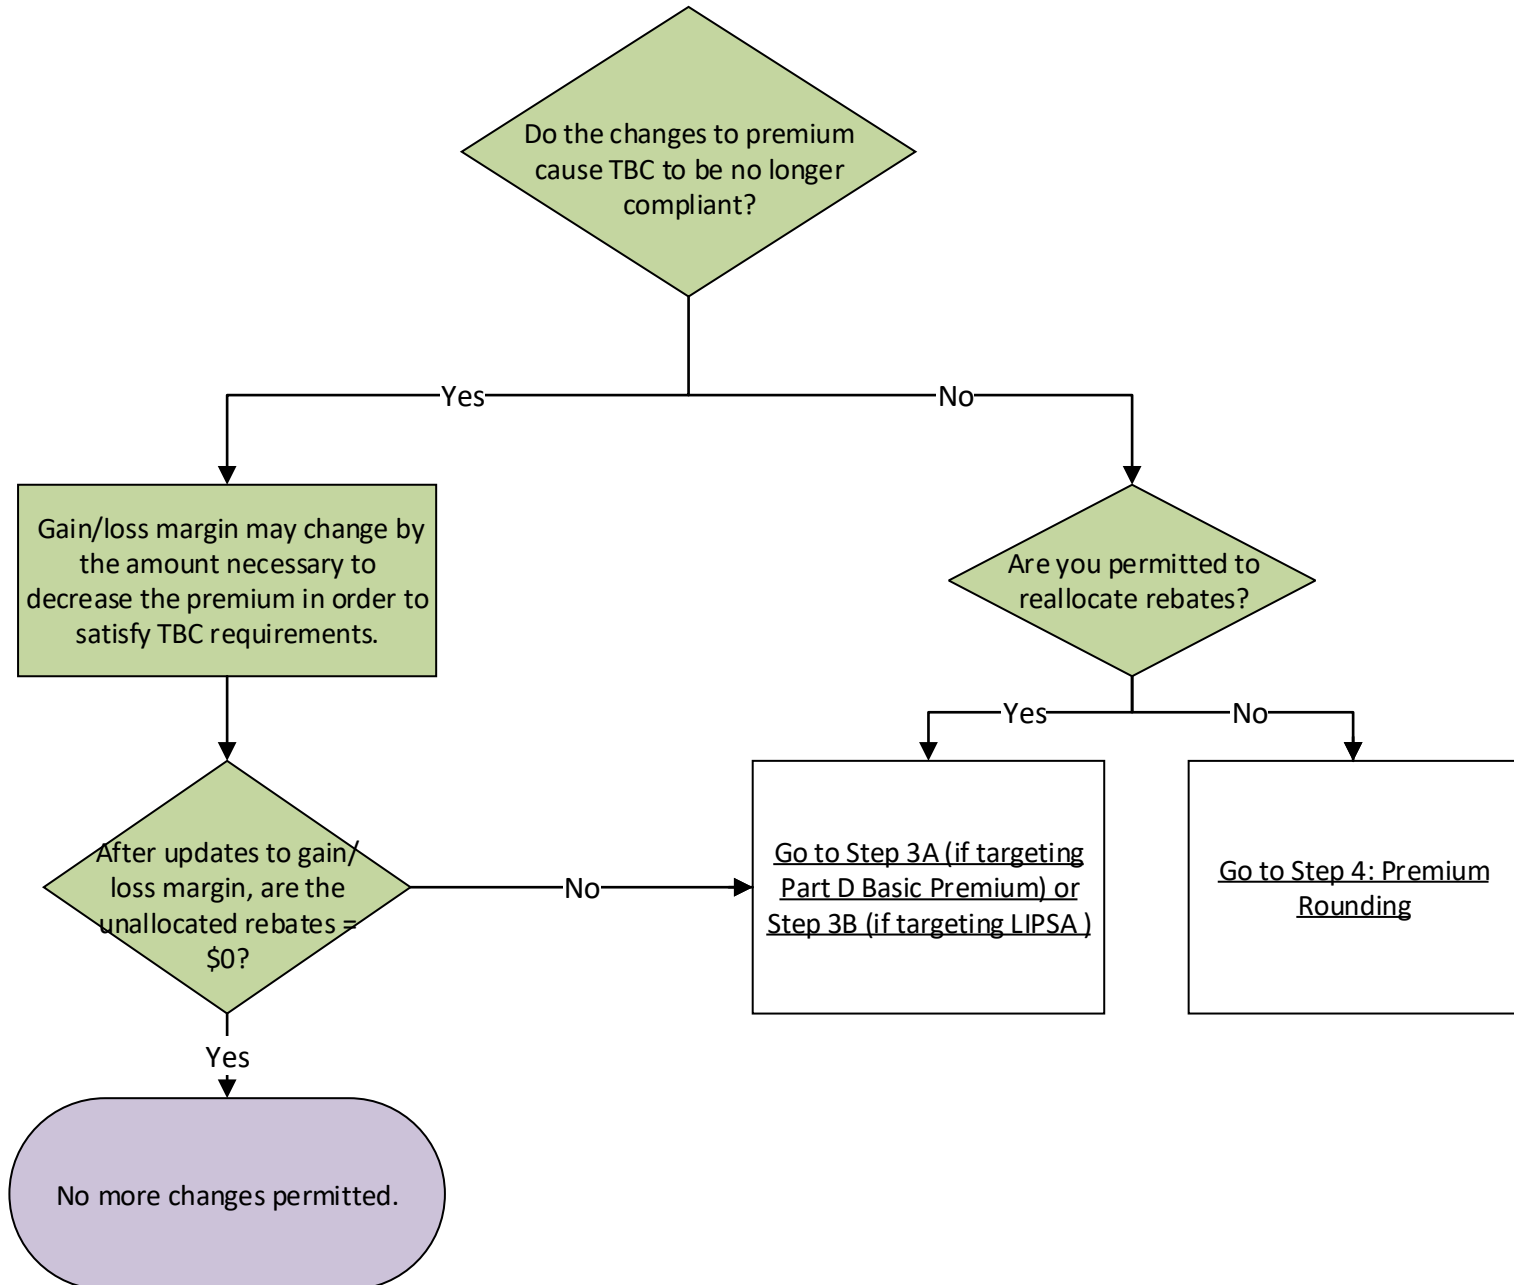 Do the changes to premium
cause TBC to be no longer
compliant?
Yes
No
Gain/loss margin may change by
the amount necessary to
decrease the premium in order to
satisfy TBC requirements.
Are you permitted to
reallocate rebates?
Yes
No
After updates to gain/
loss margin, are the
unallocated rebates =
$0?
No
Go to Step 3A (if targeting
Part D Basic Premium) or
Step 3B (if targeting LIPSA )
Go to Step 4: Premium
Rounding
Yes
No more changes permitted.